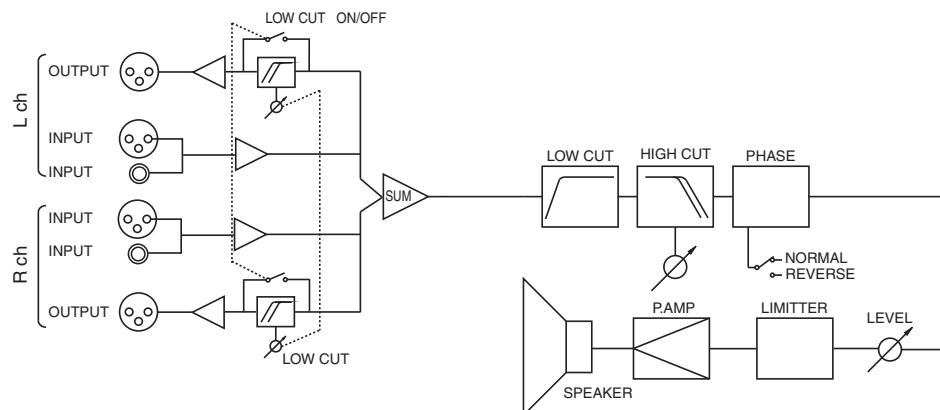 LOW CUT ON/OFF
L ch
OUTPUT
INPUT
INPUT
R ch
INPUT
INPUT
OUTPUT
LOW CUT
SUM
LOW CUT
HIGH CUT
PHASE
NORMAL
REVERSE
SPEAKER
P.AMP
LIMITTER
LEVEL